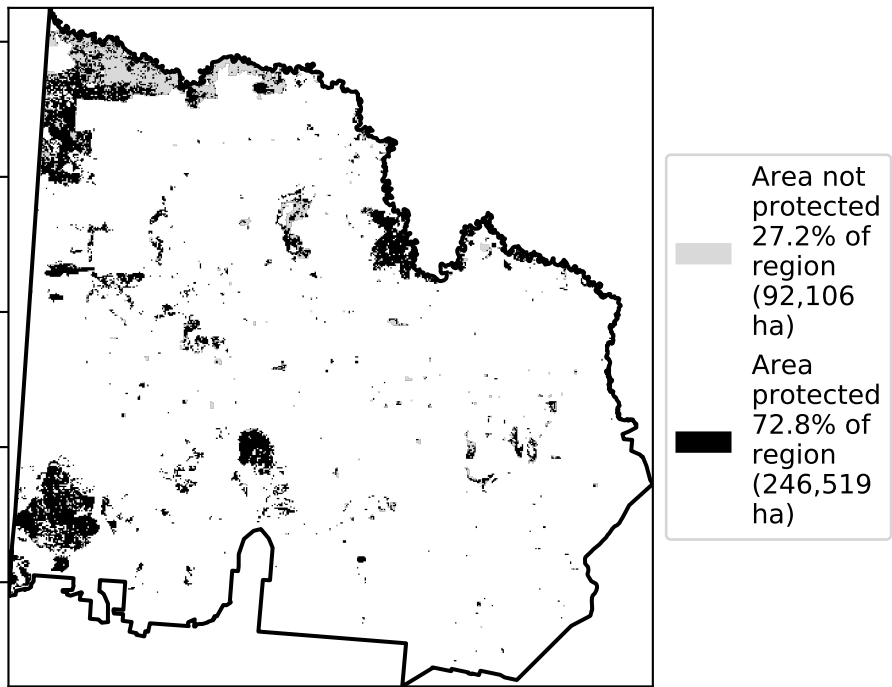 Area not
protected
27.2% of
region
(92,106
ha)
Area
protected
72.8% of
region
(246,519
ha)